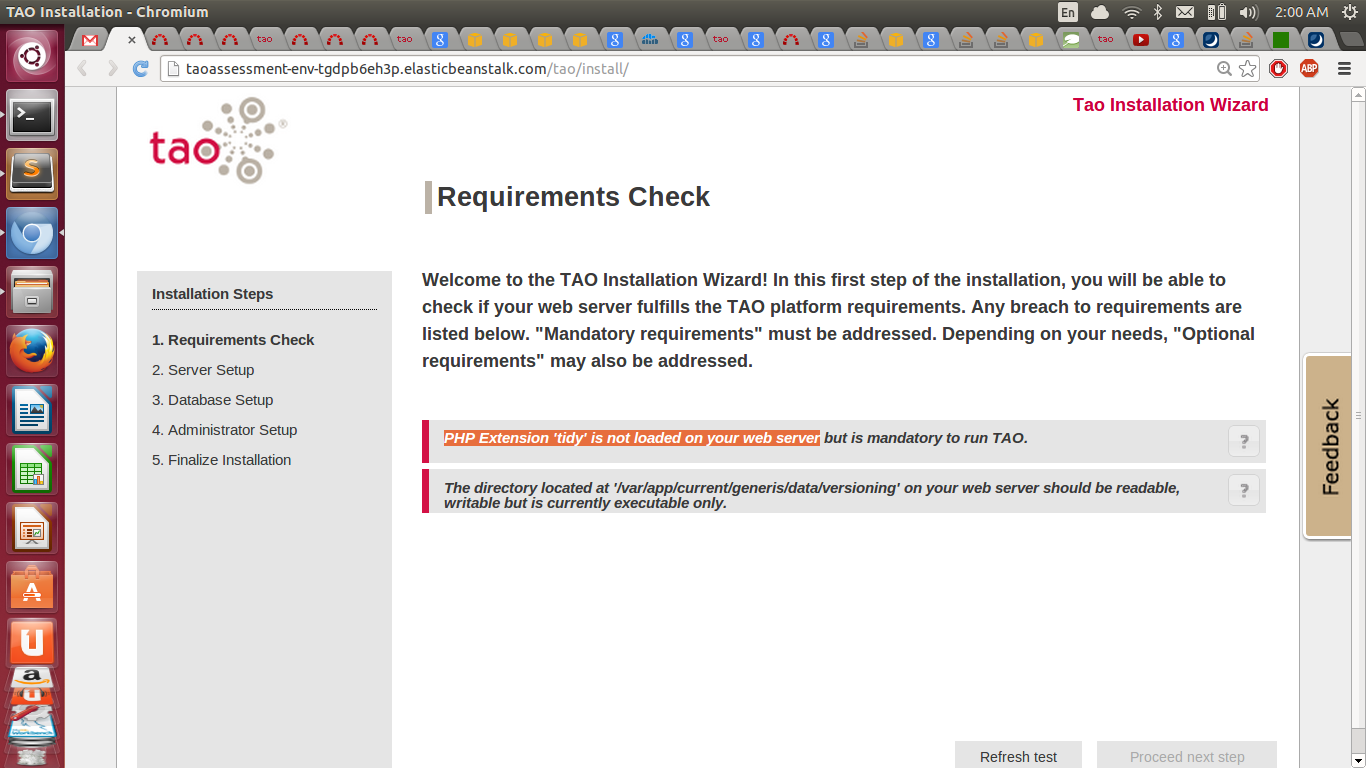 TAO Installation - Chromium
En
2:00 AM
tao
tao
tao
tao
tao
taoassessment-env-tgdpb6eh3p.elasticbeanstalk.com/tao/install/
ABP
tao®
Tao Installation Wizard
Requirements Check
Installation Steps
1. Requirements Check
2. Server Setup
3. Database Setup
4. Administrator Setup
5. Finalize Installation
Welcome to the TAO Installation Wizard! In this first step of the installation, you will be able to
check if your web server fulfills the TAO platform requirements. Any breach to requirements are
listed below. "Mandatory requirements" must be addressed. Depending on your needs, "Optional
requirements" may also be addressed.
PHP Extension 'tidy' is not loaded on your web server but is mandatory to run TAO.
?
The directory located at '/var/app/current/generis/data/versioning' on your web server should be readable,
writable but is currently executable only.
?
Feedback
Refresh test
Proceed next step